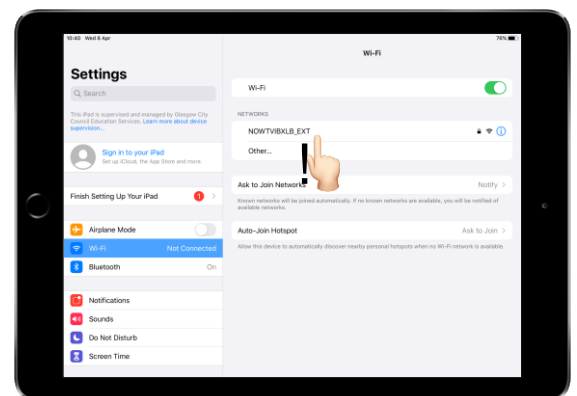 10:40 Wed 8 Apr
76%
Settings
Search
This iPad is supervised and managed by Glasgow City
Council Education Services. Learn more about device
supervision...
Sign in to your iPad
Set up iCloud, the App Store and more.
Finish Setting Up Your iPad 1
Airplane Mode
Wi-Fi Not Connected
Bluetooth On
Notifications
Sounds
Do Not Disturb
Screen Time
Wi-Fi
Wi-Fi
NETWORKS
NOWTVIBXLB_EXT
Other...
!
Ask to Join Networks Notify
Known networks will be joined automatically. If no known networks are available, you will be notified of
available networks.
Auto-Join Hotspot Ask to Join
Allow this device to automatically discover nearby personal hotspots when no Wi-Fi network is available.